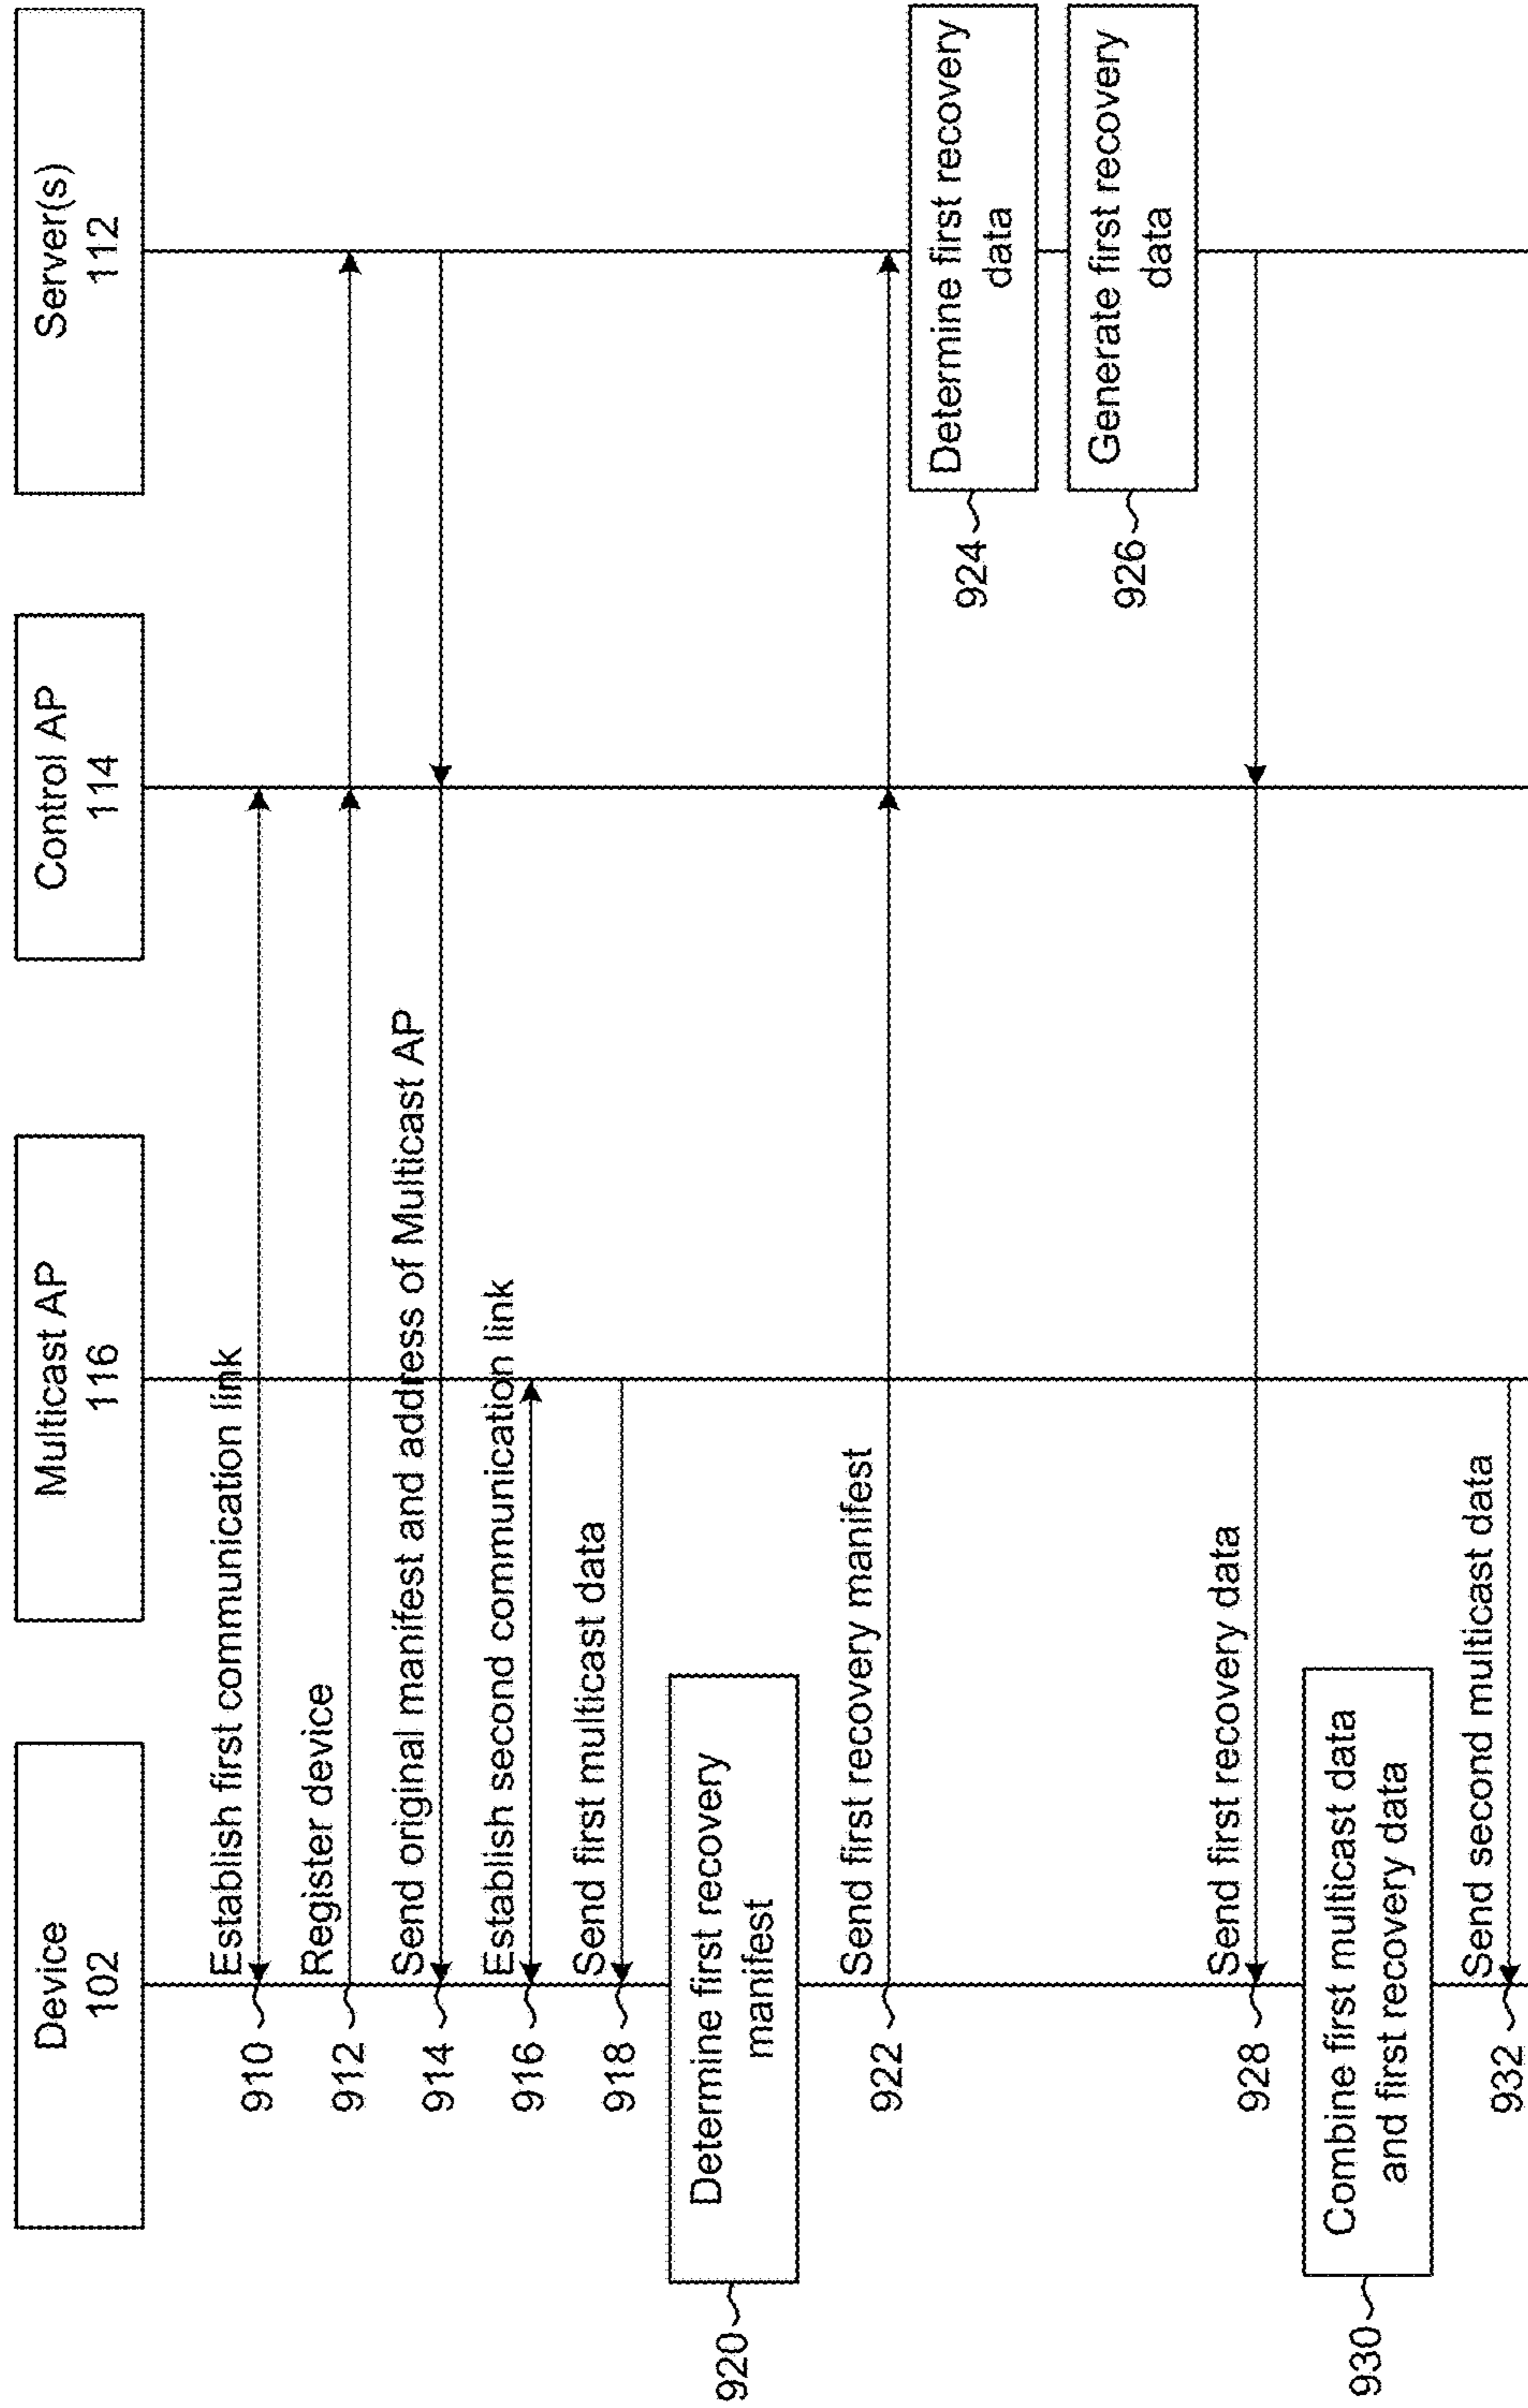 Device
102
Multicast AP
116
Control AP
114
Server(s)
112
910
Establish first communication link
912
Register device
914
Send original manifest and address of Multicast AP
916
Establish second communication link
918
Send first multicast data
920
Determine first recovery
manifest
922
Send first recovery manifest
924
Determine first recovery
data
926
Generate first recovery
data
928
Send first recovery data
930
Combine first multicast data
and first recovery data
932
Send second multicast data